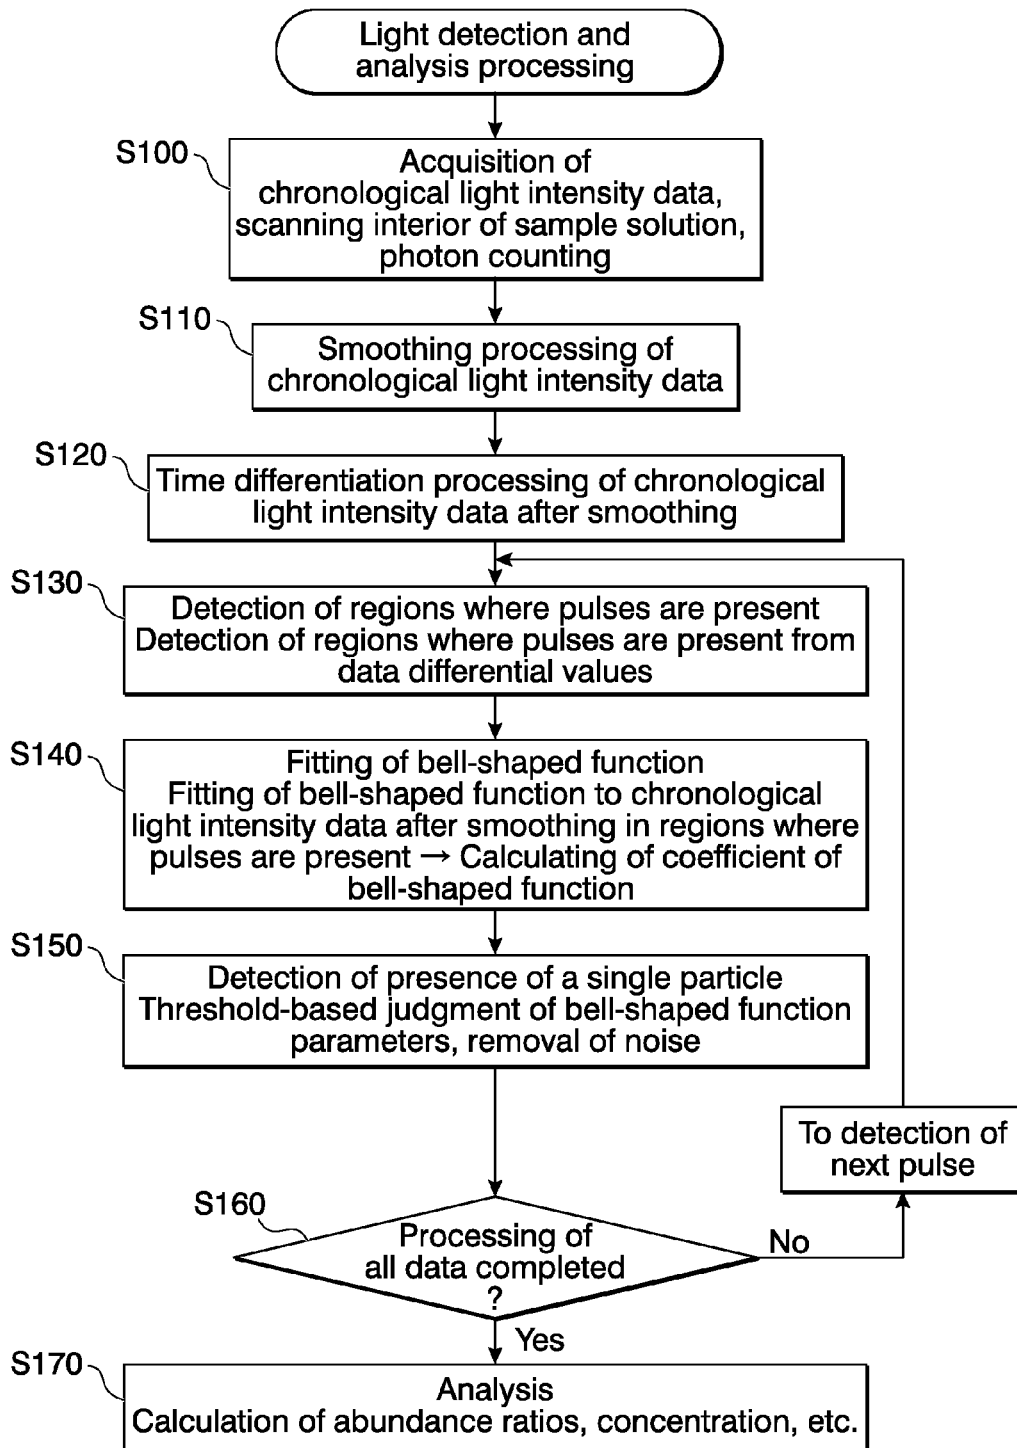 Light detection and
analysis processing
S100
Acquisition of
chronological light intensity data,
scanning interior of sample solution,
photon counting
S110
Smoothing processing of
chronological light intensity data
S120
Time differentiation processing of chronological
light intensity data after smoothing
S130
Detection of regions where pulses are present
Detection of regions where pulses are present from
data differential values
S140
Fitting of bell-shaped function
Fitting of bell-shaped function to chronological
light intensity data after smoothing in regions where
pulses are present → Calculating of coefficient of
bell-shaped function
S150
Detection of presence of a single particle
Threshold-based judgment of bell-shaped function
parameters, removal of noise
To detection of
next pulse
S160
Processing of
all data completed
?
No
Yes
S170
Analysis
Calculation of abundance ratios, concentration, etc.